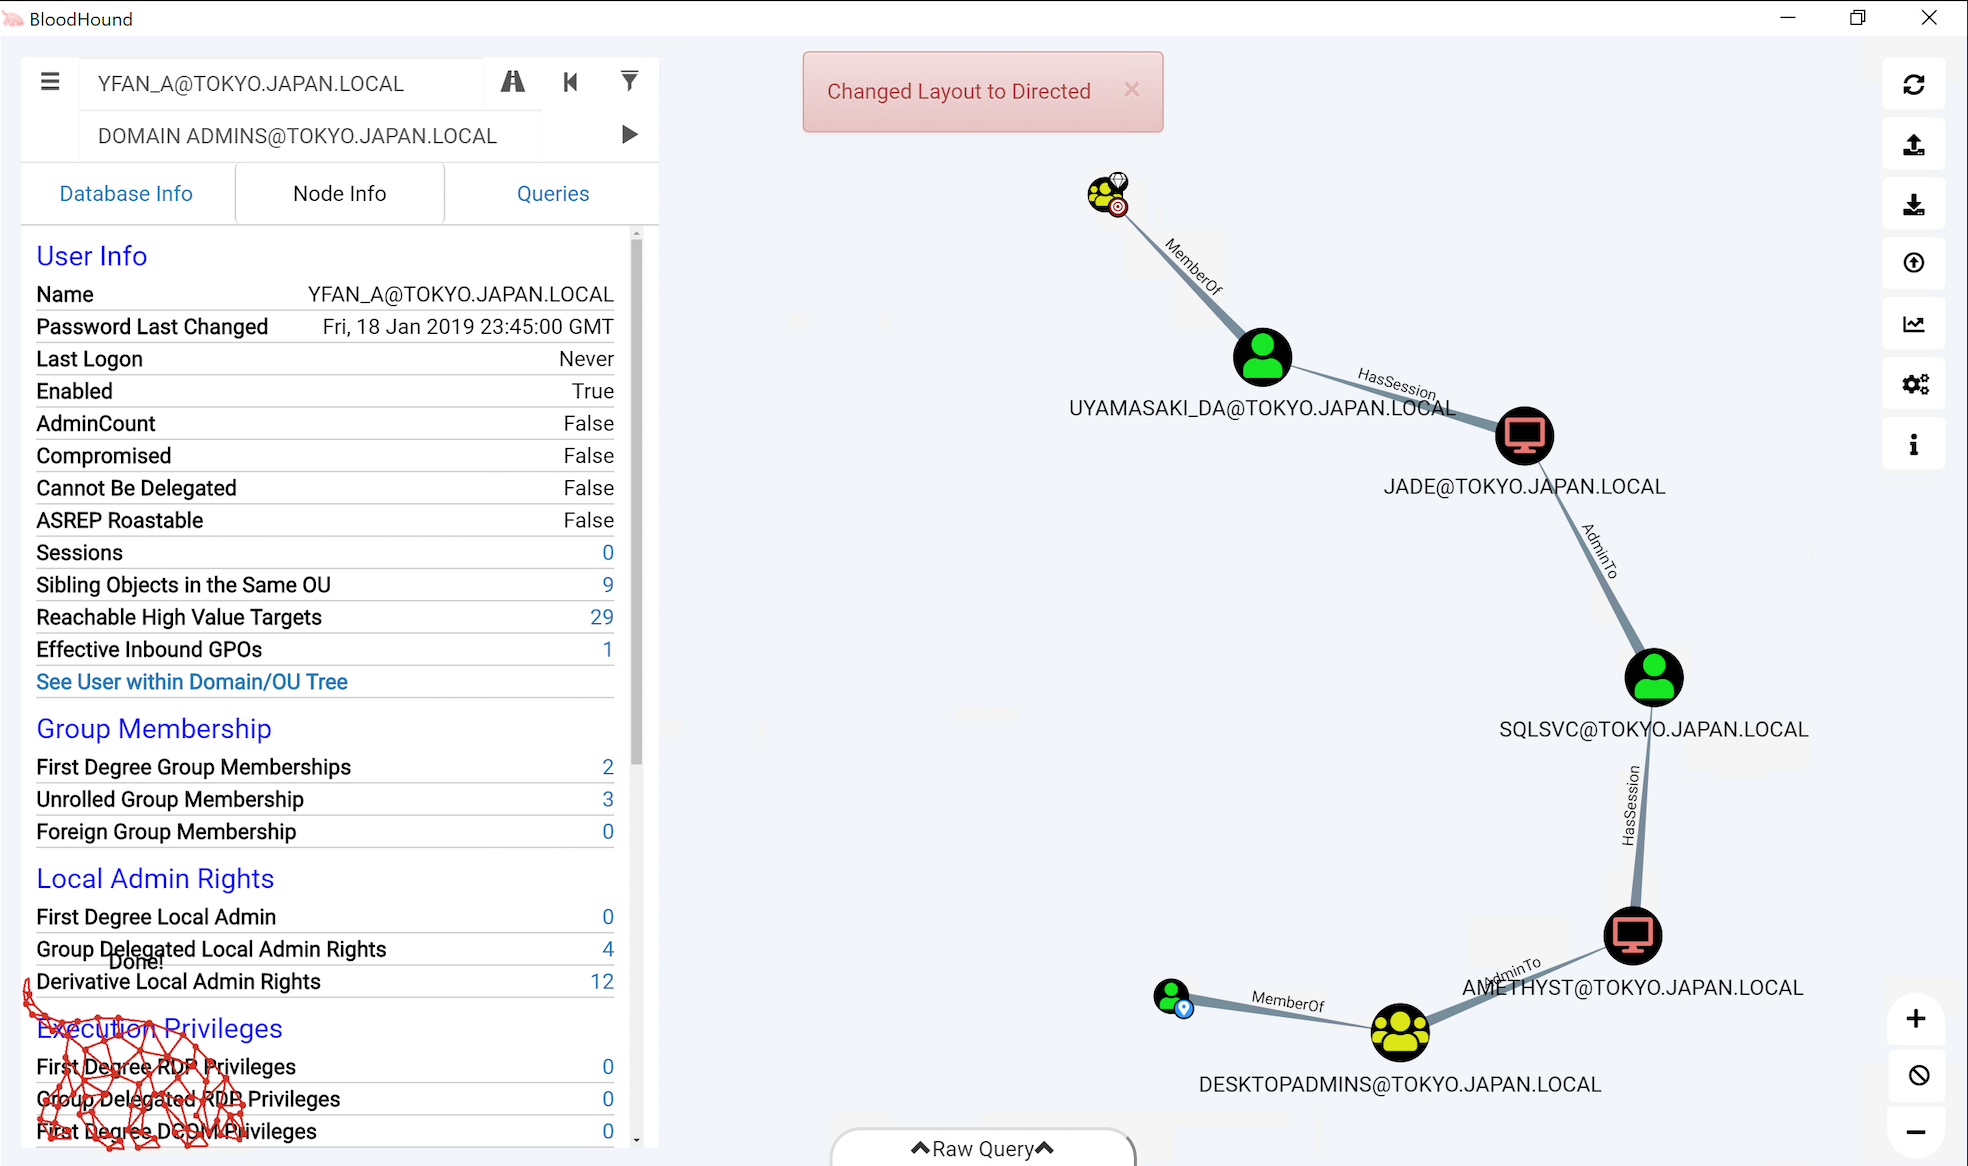 BloodHound
YFAN_A@TOKYO.JAPAN.LOCAL
DOMAIN ADMINS@TOKYO.JAPAN.LOCAL
Database Info
Node Info
Queries
User Info
Name YFAN_A@TOKYO.JAPAN.LOCAL
Password Last Changed Fri, 18 Jan 2019 23:45:00 GMT
Last Logon Never
Enabled True
AdminCount False
Compromised False
Cannot Be Delegated False
ASREP Roastable False
Sessions 0
Sibling Objects in the Same OU 9
Reachable High Value Targets 29
Effective Inbound GPOs 1
See User within Domain/OU Tree
Group Membership
First Degree Group Memberships 2
Unrolled Group Membership 3
Foreign Group Membership 0
Local Admin Rights
First Degree Local Admin 0
Group Delegated Local Admin Rights 4
Done!
Derivative Local Admin Rights 12
Execution Privileges
First Degree RDP Privileges 0
Group Delegated RDP Privileges 0
First Degree DCOM Privileges 0
Changed Layout to Directed ×
MemberOf
UYAMASAKI_DA@TOKYO.JAPAN.LOCAL
HasSession
JADE@TOKYO.JAPAN.LOCAL
AdminTo
SQLSVC@TOKYO.JAPAN.LOCAL
HasSession
AMETHYST@TOKYO.JAPAN.LOCAL
AdminTo
MemberOf
DESKTOPADMINS@TOKYO.JAPAN.LOCAL
Raw Query